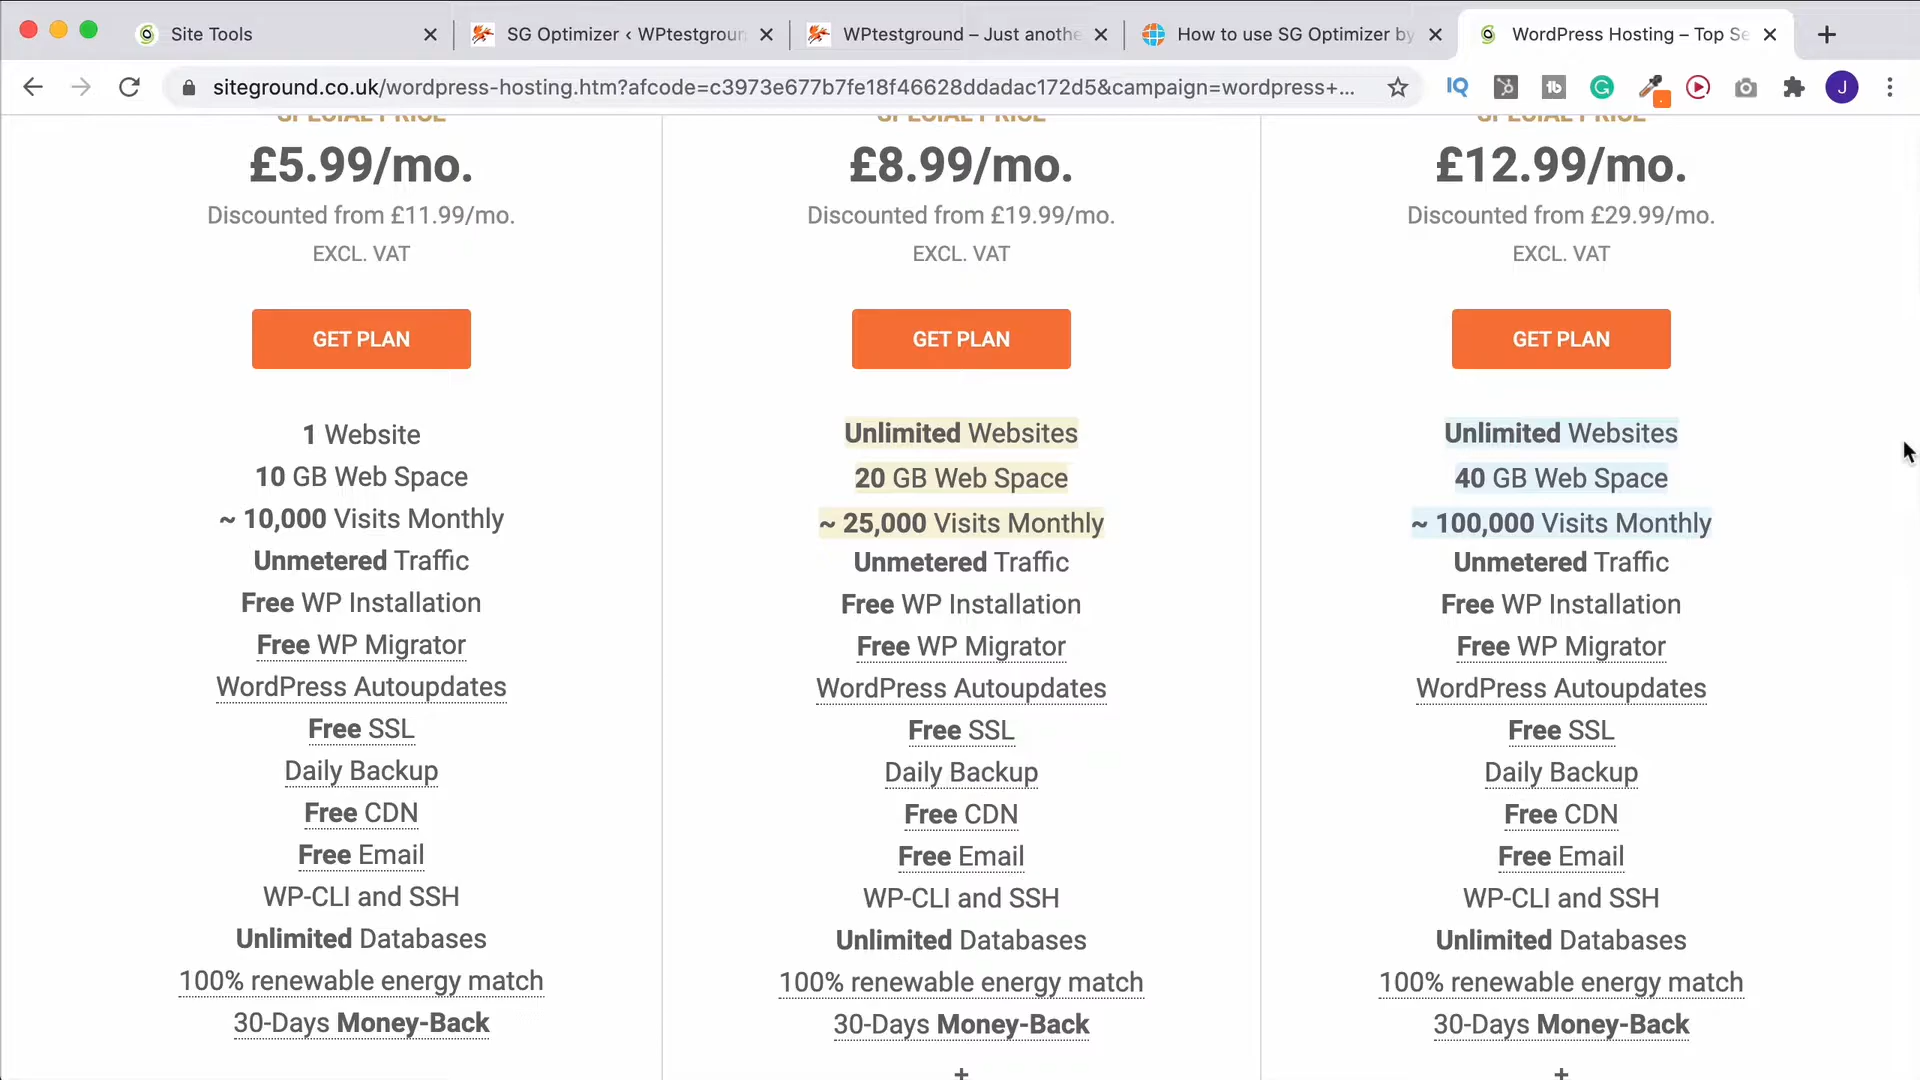 Site Tools
SG Optimizer ‹ WPtestgroun
WPtestground – Just anothe
How to use SG Optimizer by
WordPress Hosting – Top Se
siteground.co.uk/wordpress-hosting.htm?afcode=c3973e677b7fe18f46628ddadac172d5&campaign=wordpress+...
IQ
tb
J
SPECIAL PRICE
£5.99/mo.
Discounted from £11.99/mo.
EXCL. VAT
GET PLAN
1 Website
10 GB Web Space
~ 10,000 Visits Monthly
Unmetered Traffic
Free WP Installation
Free WP Migrator
WordPress Autoupdates
Free SSL
Daily Backup
Free CDN
Free Email
WP-CLI and SSH
Unlimited Databases
100% renewable energy match
30-Days Money-Back
SPECIAL PRICE
£8.99/mo.
Discounted from £19.99/mo.
EXCL. VAT
GET PLAN
Unlimited Websites
20 GB Web Space
~ 25,000 Visits Monthly
Unmetered Traffic
Free WP Installation
Free WP Migrator
WordPress Autoupdates
Free SSL
Daily Backup
Free CDN
Free Email
WP-CLI and SSH
Unlimited Databases
100% renewable energy match
30-Days Money-Back
+
SPECIAL PRICE
£12.99/mo.
Discounted from £29.99/mo.
EXCL. VAT
GET PLAN
Unlimited Websites
40 GB Web Space
~ 100,000 Visits Monthly
Unmetered Traffic
Free WP Installation
Free WP Migrator
WordPress Autoupdates
Free SSL
Daily Backup
Free CDN
Free Email
WP-CLI and SSH
Unlimited Databases
100% renewable energy match
30-Days Money-Back
+